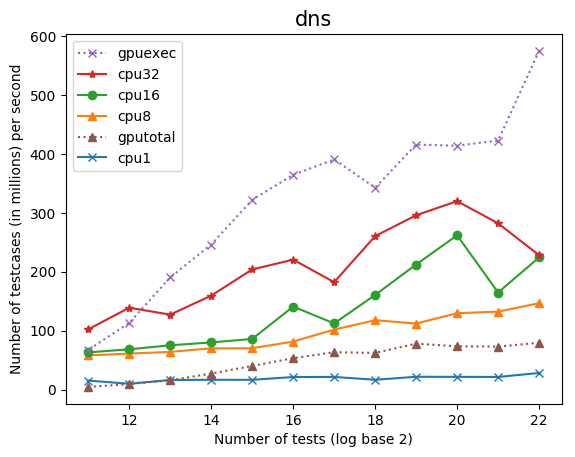 dns
Number of testcases (in millions) per second
600
500
400
300
200
100
0
gpuexec
cpu32
cpu16
cpu8
gputotal
cpu1
12 14 16 18 20 22
Number of tests (log base 2)